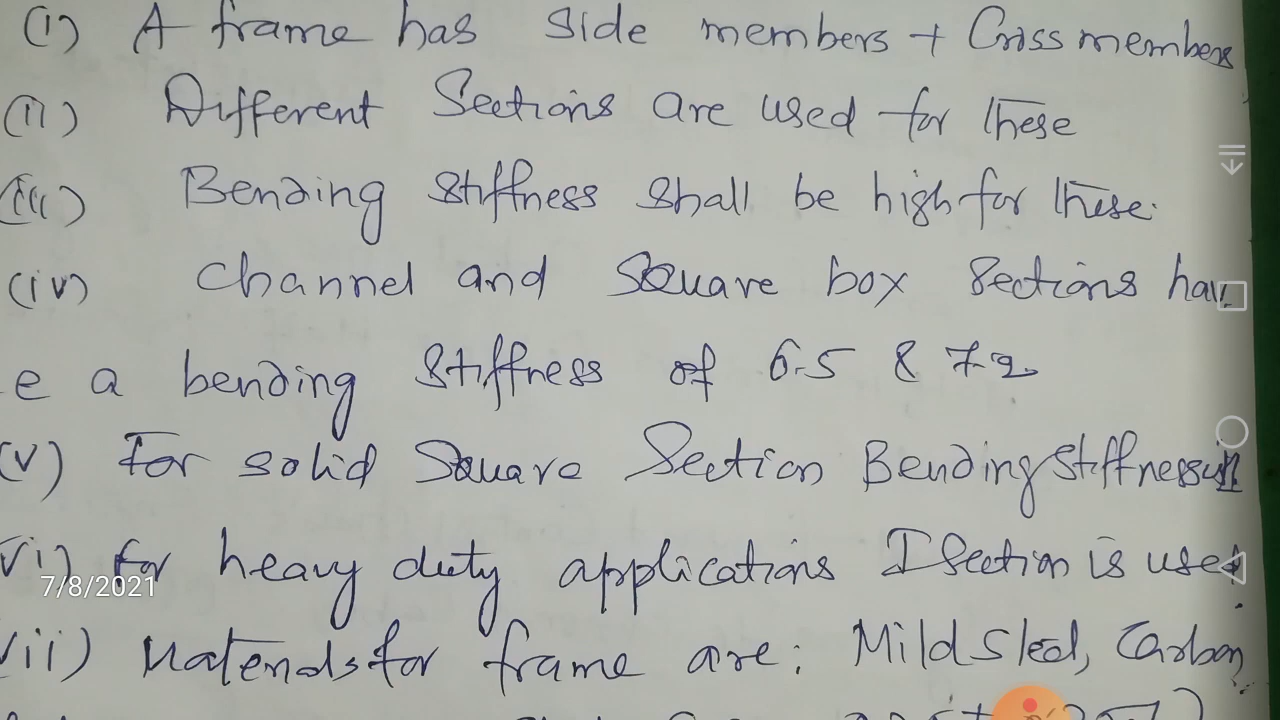 (i) A frame has Side members + Cross members
(ii) Different Sections are used for these
(iii) Bending Stiffness Shall be high for these.
(iv) Channel and Square box Sections hav
e a bending Stiffness of 6.5 & 7.2
(v) For solid Square Section Bending Stiffness
vi) for heavy duty applications I Section is used
7/8/2021
vii) Materials for frame are: Mild Steel, Carbon